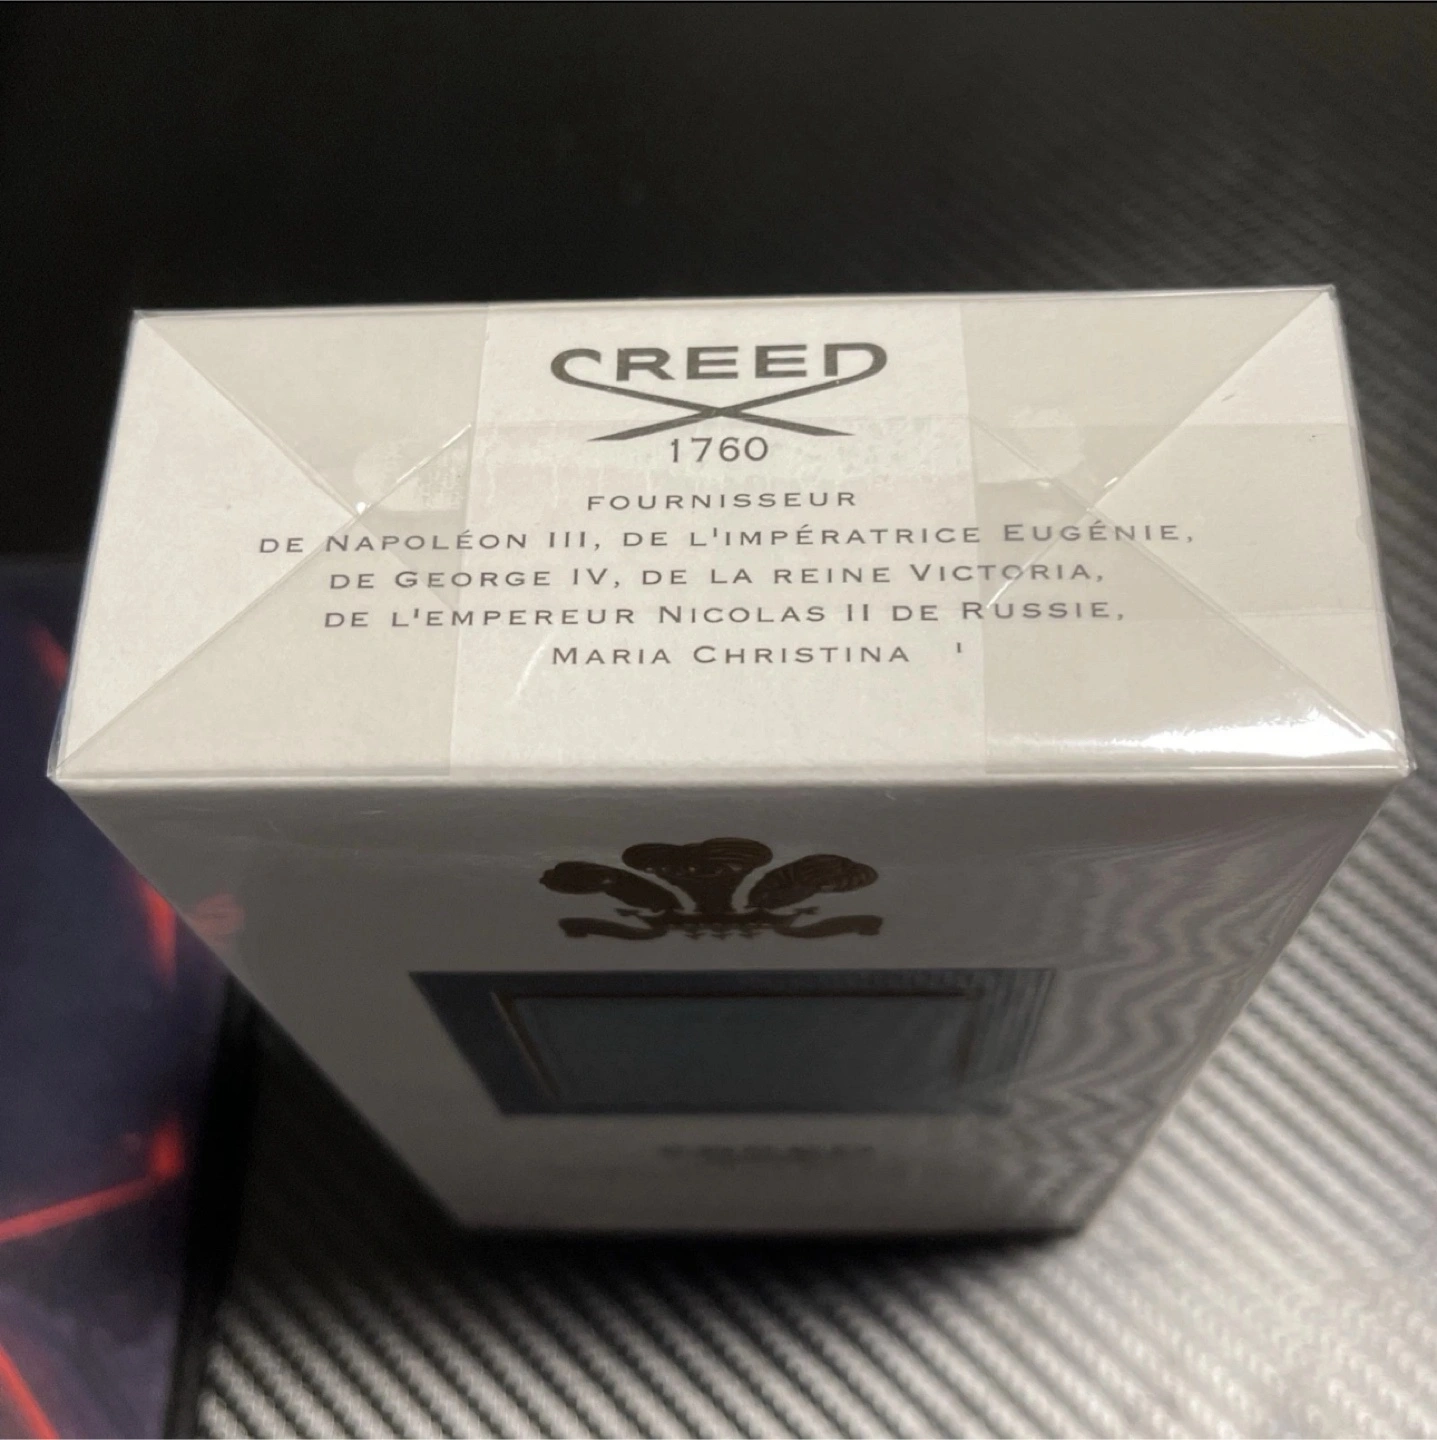 CREED
1760
FOURNISSEUR
DE NAPOLÉON III, DE L'IMPÉRATRICE EUGÉNIE,
DE GEORGE IV, DE LA REINE VICTORIA,
DE L'EMPEREUR NICOLAS II DE RUSSIE,
MARIA CHRISTINA